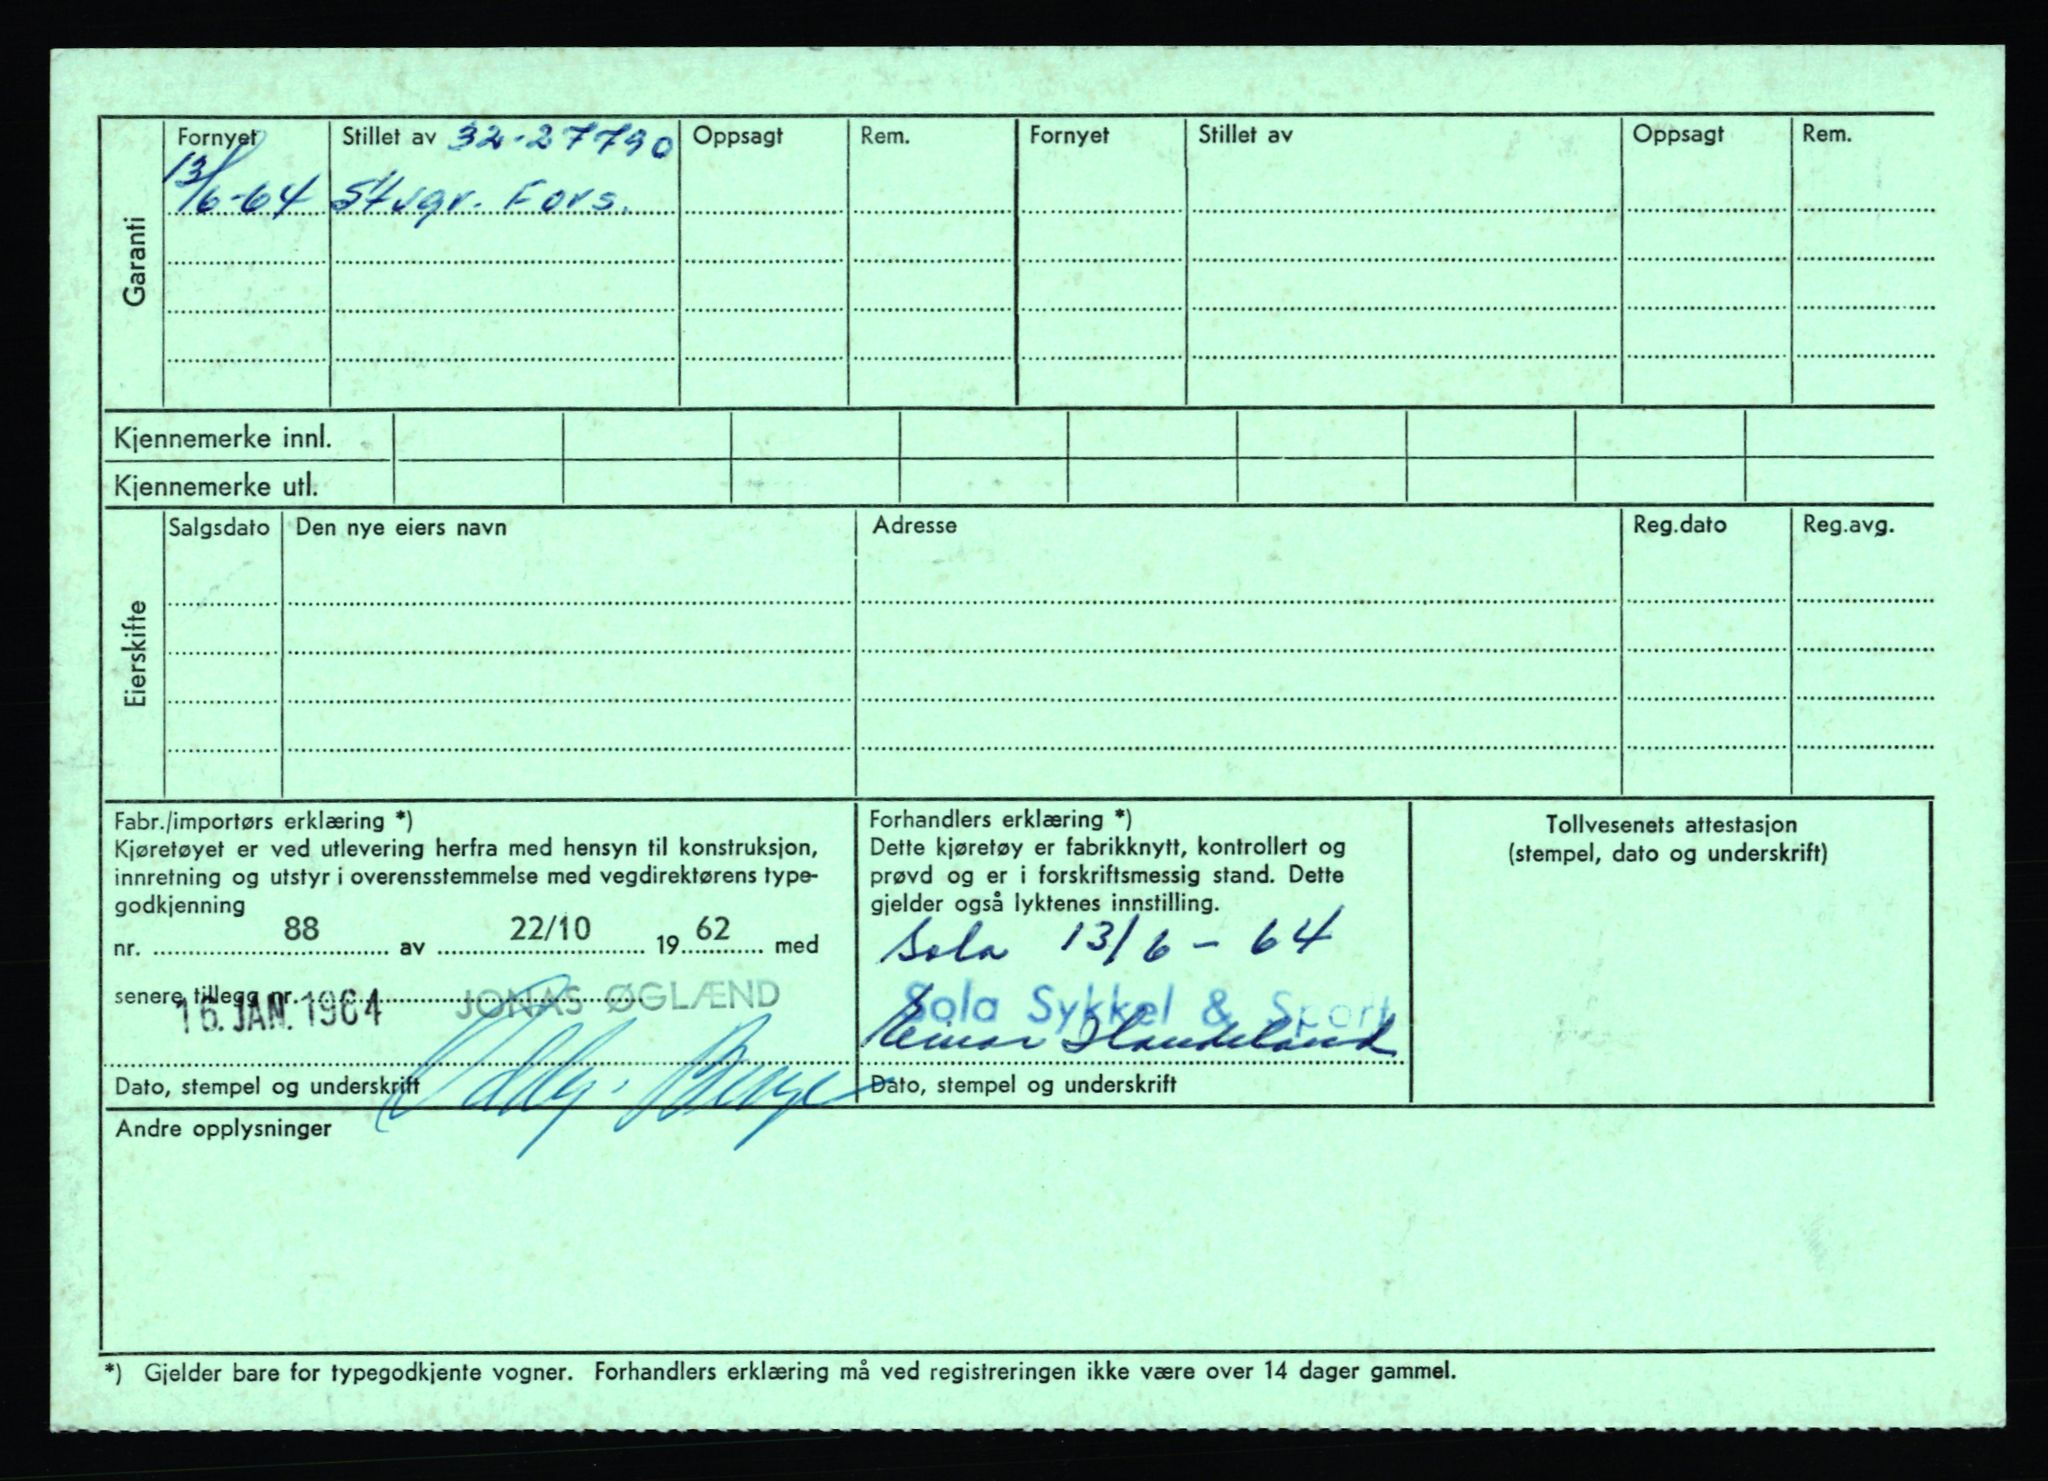 Garanti
Fornyet Stillet av 32-27790 Oppsagt Rem. Fornyet Stillet av Oppsagt Rem.
13/6-64 Stvgr. Fors.
Kjennemerke innl.
Kjennemerke utl.
Eierskifte
Salgsdato Den nye eiers navn Adresse Reg.dato Reg.avg.
Fabr./importørs erklæring *)
Kjøretøyet er ved utlevering herfra med hensyn til konstruksjon,
innretning og utstyr i overensstemmelse med vegdirektørens type-
godkjenning
nr. 88 av 22/10 1962 med
senere tillegg nr.
16. JAN. 1964 JONAS ØGLÆND
Dato, stempel og underskrift
Forhandlers erklæring *)
Dette kjøretøy er fabrikknytt, kontrollert og
prøvd og er i forskriftsmessig stand. Dette
gjelder også lyktenes innstilling.
Sola 13/6-64
Sola Sykkel & Sport
Einar
Dato, stempel og underskrift
Tollvesenets attestasjon
(stempel, dato og underskrift)
Andre opplysninger
*) Gjelder bare for typegodkjente vogner. Forhandlers erklæring må ved registreringen ikke være over 14 dager gammel.